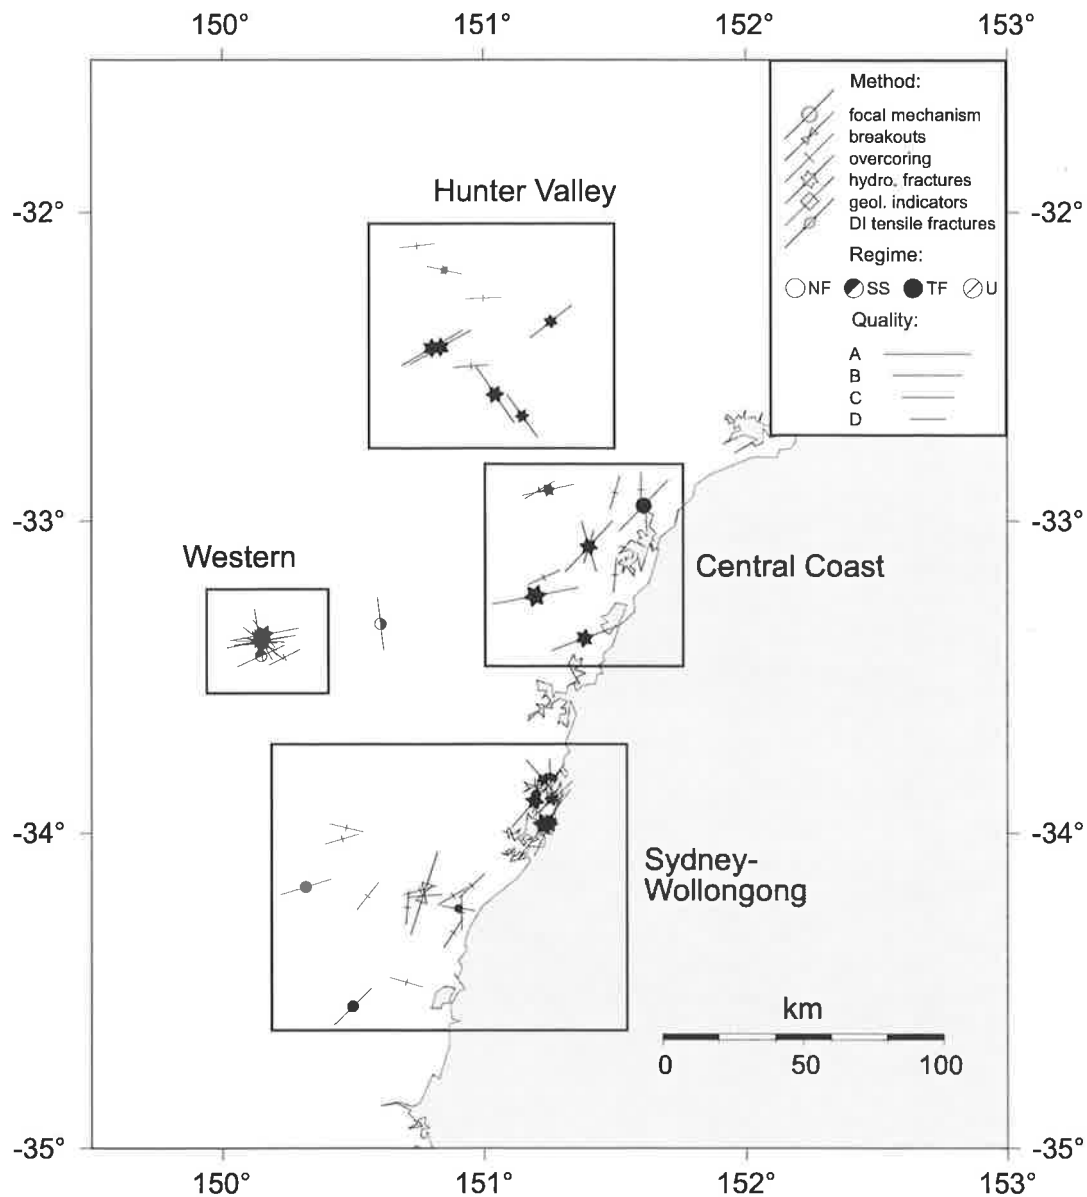 150° 151° 152° 153°
Method:
focal mechanism
breakouts
overcoring
hydro. fractures
geol. indicators
DI tensile fractures
Regime:
NF SS TF U
Quality:
A
B
C
D
-32° -32°
Hunter Valley
-33° -33°
Western
Central Coast
-34° -34°
Sydney-
Wollongong
km
0 50 100
-35° -35°
150° 151° 152° 153°